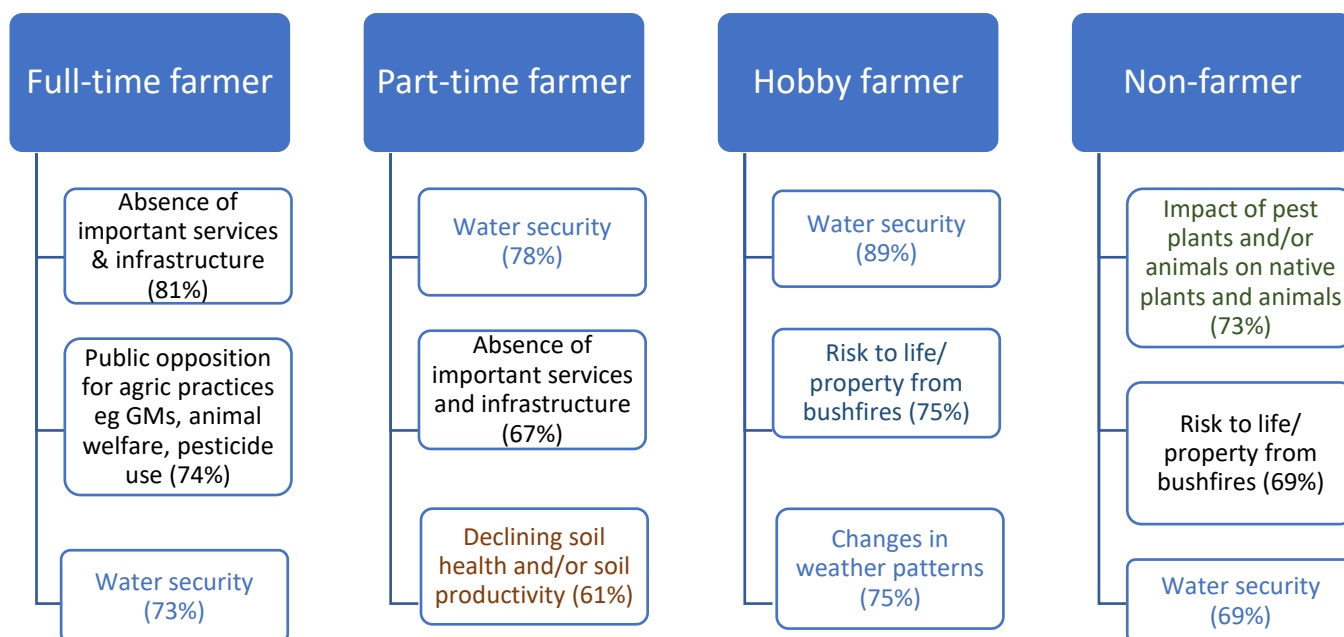 Full-time farmer
Absence of
important services
& infrastructure
(81%)
Public opposition
for agric practices
eg GMs, animal
welfare, pesticide
use (74%)
Water security
(73%)
Part-time farmer
Water security
(78%)
Absence of
important services
and infrastructure
(67%)
Declining soil
health and/or soil
productivity (61%)
Hobby farmer
Water security
(89%)
Risk to life/
property from
bushfires (75%)
Changes in
weather patterns
(75%)
Non-farmer
Impact of pest
plants and/or
animals on native
plants and animals
(73%)
Risk to life/
property from
bushfires (69%)
Water security
(69%)